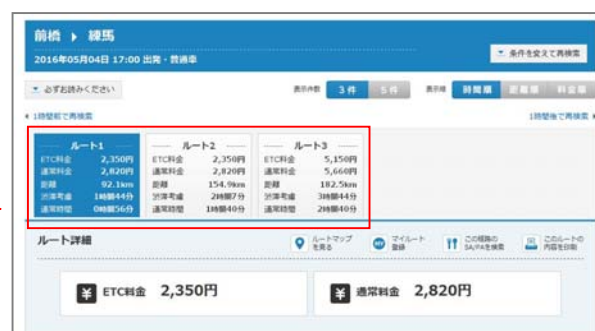 前橋 ▸ 練馬
2016年05月04日 17:00 出発・普通車
条件を変えて再検索
必ずお読みください
表示件数 3件 5件 表示順 時間順 距離順 料金順
1時間前で再検索 1時間後で再検索
ルート1
ETC料金 2,350円
通常料金 2,820円
距離 92.1km
渋滞考慮 1時間44分
通常時間 0時間56分
ルート2
ETC料金 2,350円
通常料金 2,820円
距離 154.9km
渋滞考慮 2時間7分
通常時間 1時間40分
ルート3
ETC料金 5,150円
通常料金 5,660円
距離 182.5km
渋滞考慮 3時間44分
通常時間 2時間40分
ルート詳細
ルートマップ
を見る
マイルート
登録
この経路の
SA/PAを検索
このルートの
内容を印刷
¥ ETC料金 2,350円
¥ 通常料金 2,820円